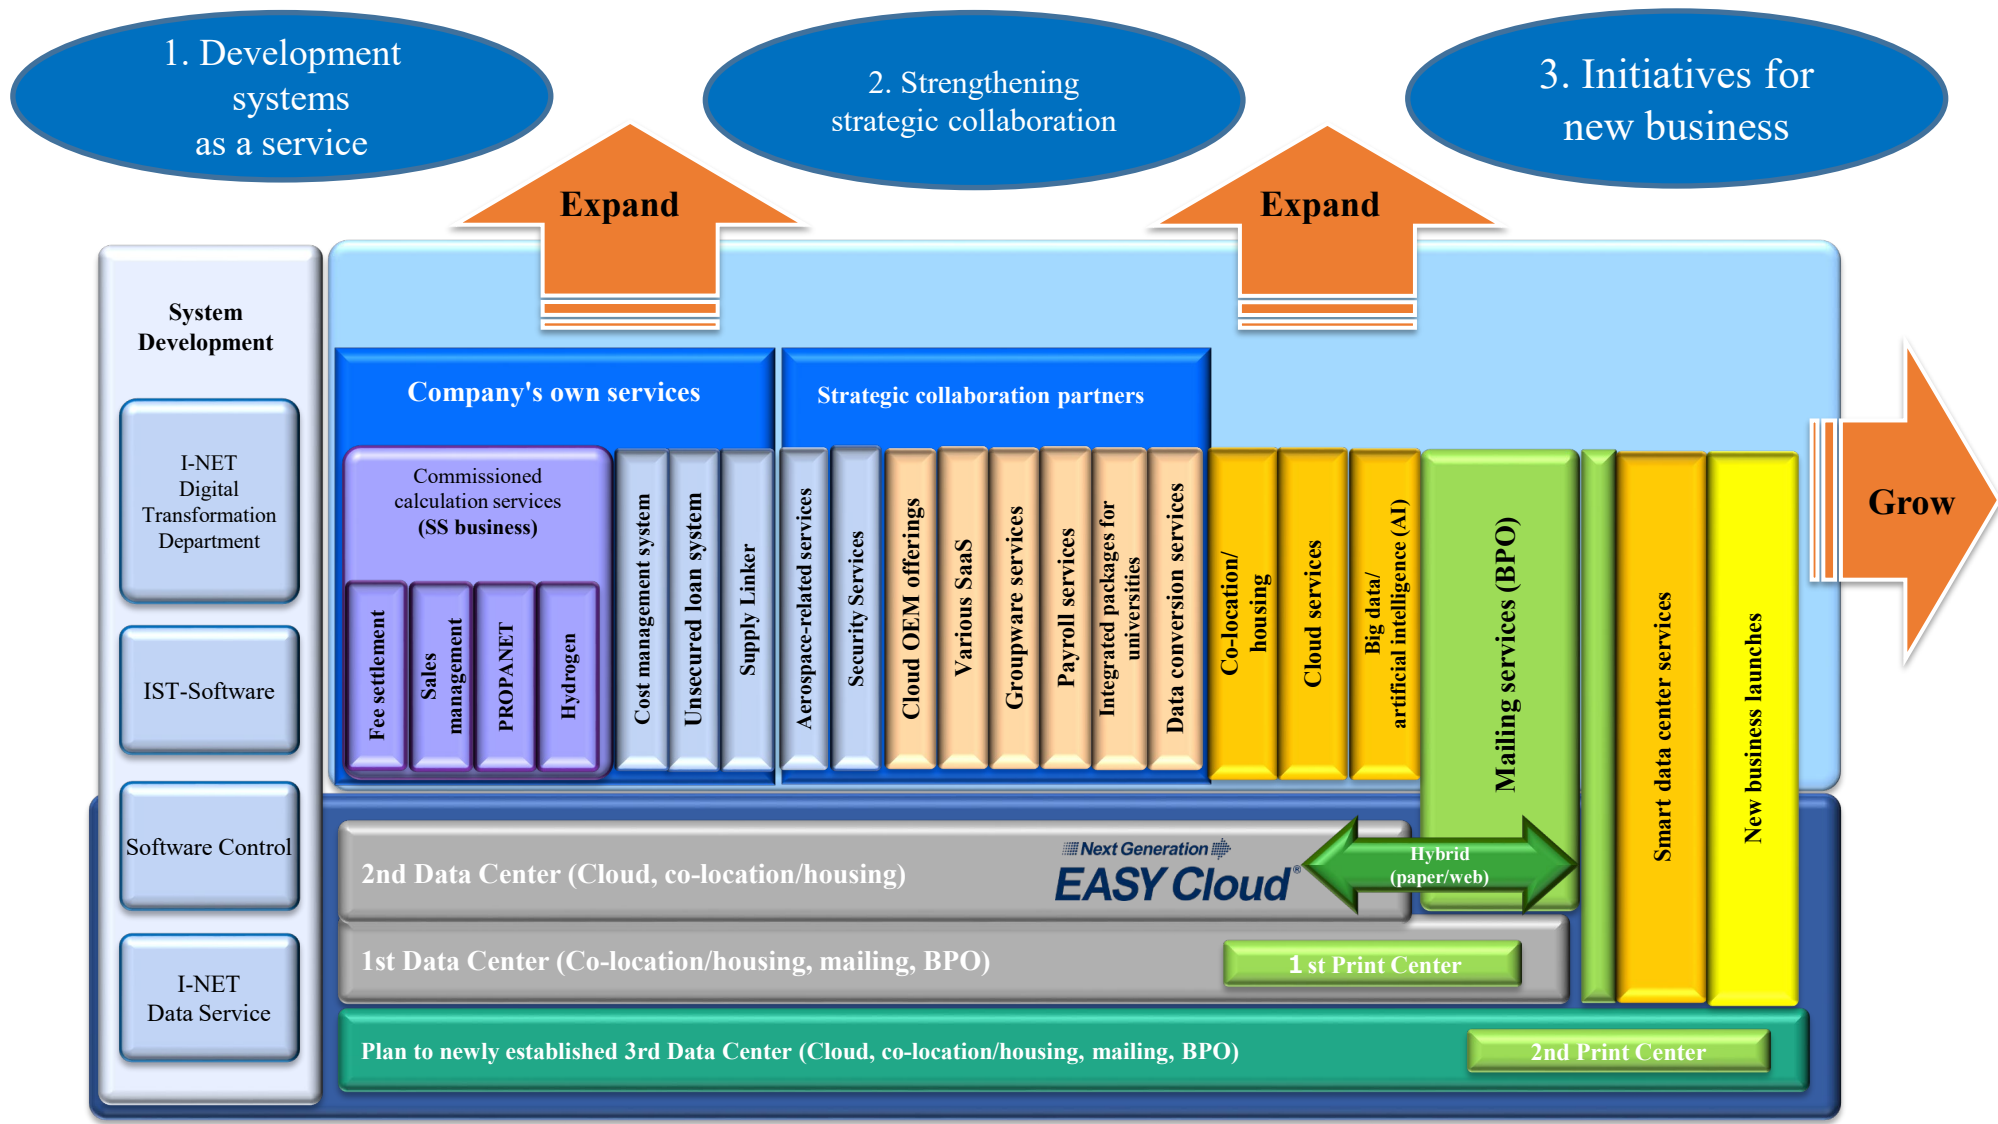 1. Development
systems
as a service
2. Strengthening
strategic collaboration
3. Initiatives for
new business
Expand
Expand
Grow
System
Development
I-NET
Digital
Transformation
Department
IST-Software
Software Control
I-NET
Data Service
Company's own services
Strategic collaboration partners
Commissioned
calculation services
(SS business)
Fee settlement
Sales
management
PROPANET
Hydrogen
Cost management system
Unsecured loan system
Supply Linker
Aerospace-related services
Security Services
Cloud OEM offerings
Various SaaS
Groupware services
Payroll services
Integrated packages for
universities
Data conversion services
Co-location/
housing
Cloud services
Big data/
artificial intelligence (AI)
Mailing services (BPO)
Smart data center services
New business launches
2nd Data Center (Cloud, co-location/housing)
Next Generation
EASY Cloud®
Hybrid
(paper/web)
1st Data Center (Co-location/housing, mailing, BPO)
1 st Print Center
Plan to newly established 3rd Data Center (Cloud, co-location/housing, mailing, BPO)
2nd Print Center